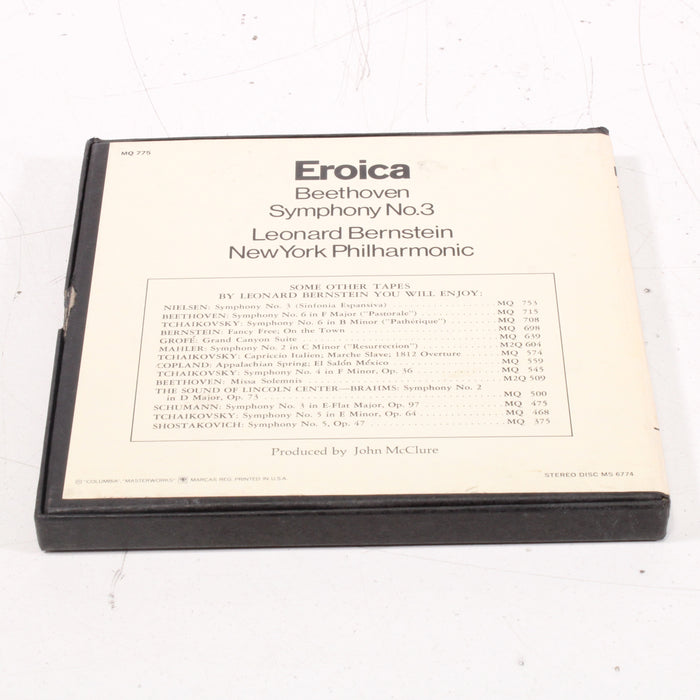 MQ 775
Eroica
Beethoven
Symphony No.3
Leonard Bernstein
New York Philharmonic
SOME OTHER TAPES
BY LEONARD BERNSTEIN YOU WILL ENJOY:
NIELSEN: Symphony No. 3 (Sinfonia Espansiva) MQ 753
BEETHOVEN: Symphony No. 6 in F Major ("Pastorale") MQ 715
TCHAIKOVSKY: Symphony No. 6 in B Minor ("Pathétique") MQ 708
BERNSTEIN: Fancy Free; On the Town MQ 698
GROFÉ: Grand Canyon Suite MQ 639
MAHLER: Symphony No. 2 in C Minor ("Resurrection") M2Q 604
TCHAIKOVSKY: Capriccio Italien; Marche Slave; 1812 Overture MQ 574
COPLAND: Appalachian Spring; El Salón México MQ 559
TCHAIKOVSKY: Symphony No. 4 in F Minor, Op. 36 MQ 545
BEETHOVEN: Missa Solemnis M2Q 509
THE SOUND OF LINCOLN CENTER—BRAHMS: Symphony No. 2
in D Major, Op. 73 MQ 500
SCHUMANN: Symphony No. 3 in E-Flat Major, Op. 97 MQ 475
TCHAIKOVSKY: Symphony No. 5 in E Minor, Op. 64 MQ 468
SHOSTAKOVICH: Symphony No. 5, Op. 47 MQ 375
Produced by John McClure
© "COLUMBIA", "MASTERWORKS", MARCAS REG. PRINTED IN U.S.A.
STEREO DISC MS 6774